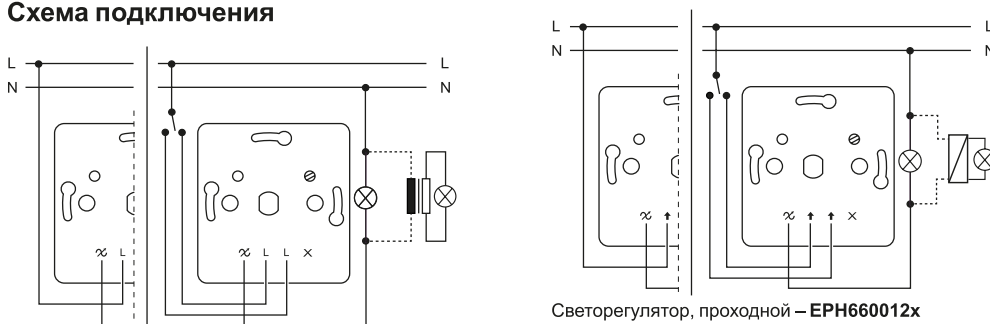 Схема подключения
L L
N N
L L L
L L
N N
Светорегулятор, проходной – EPH660012x